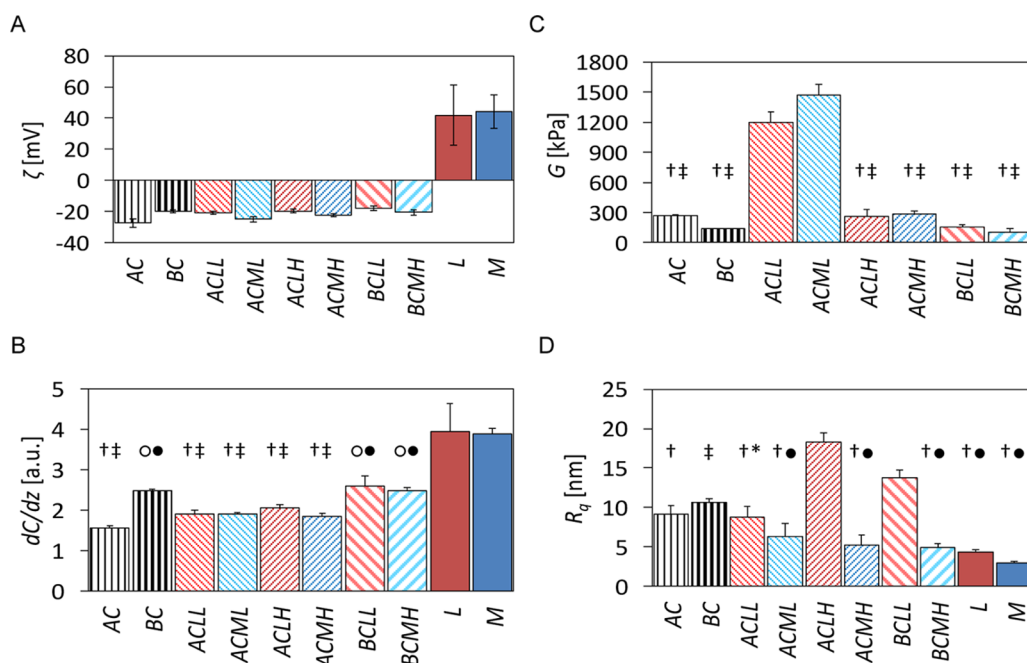 A
80
60
40
20
0
-20
-40
ζ [mV]
AC
BC
ACLL
ACML
ACLH
ACMH
BCLL
BCMH
L
M
C
1800
1500
1200
900
600
300
0
G [kPa]
†‡ †‡ †‡ †‡ †‡ †‡
AC
BC
ACLL
ACML
ACLH
ACMH
BCLL
BCMH
B
5
4
3
2
1
0
dC/dz [a.u.]
†‡ ○● †‡ †‡ †‡ †‡ ○● ○●
AC
BC
ACLL
ACML
ACLH
ACMH
BCLL
BCMH
L
M
D
25
20
15
10
5
0
Rq [nm]
† ‡ †* †● †● †● †● †●
AC
BC
ACLL
ACML
ACLH
ACMH
BCLL
BCMH
L
M